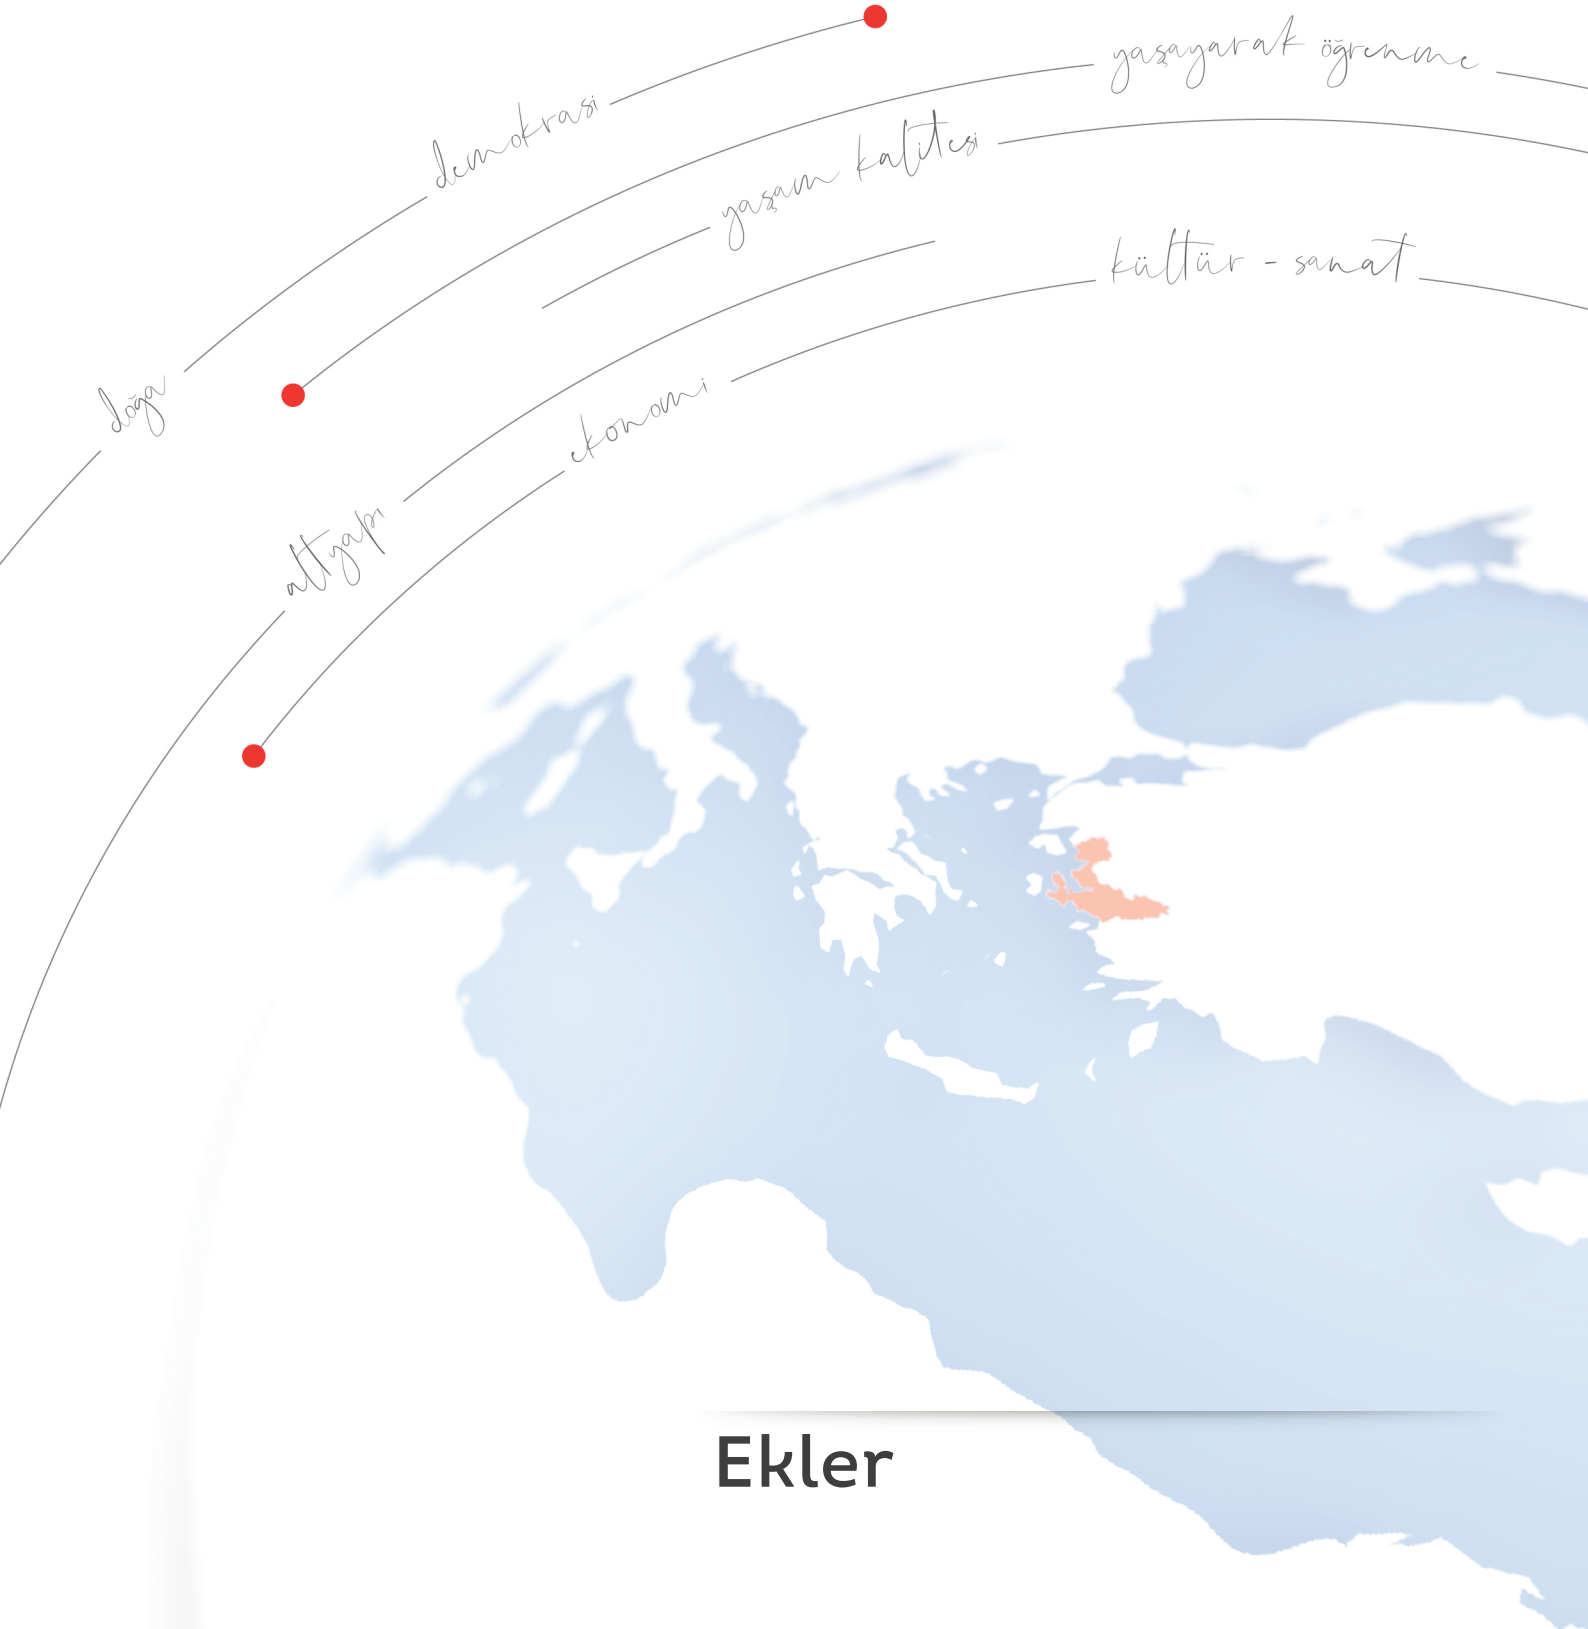 yaşayarak öğrenme
demokrasi
yaşam kalitesi
kültür - sanat
doğa
ekonomi
altyapı
Ekler